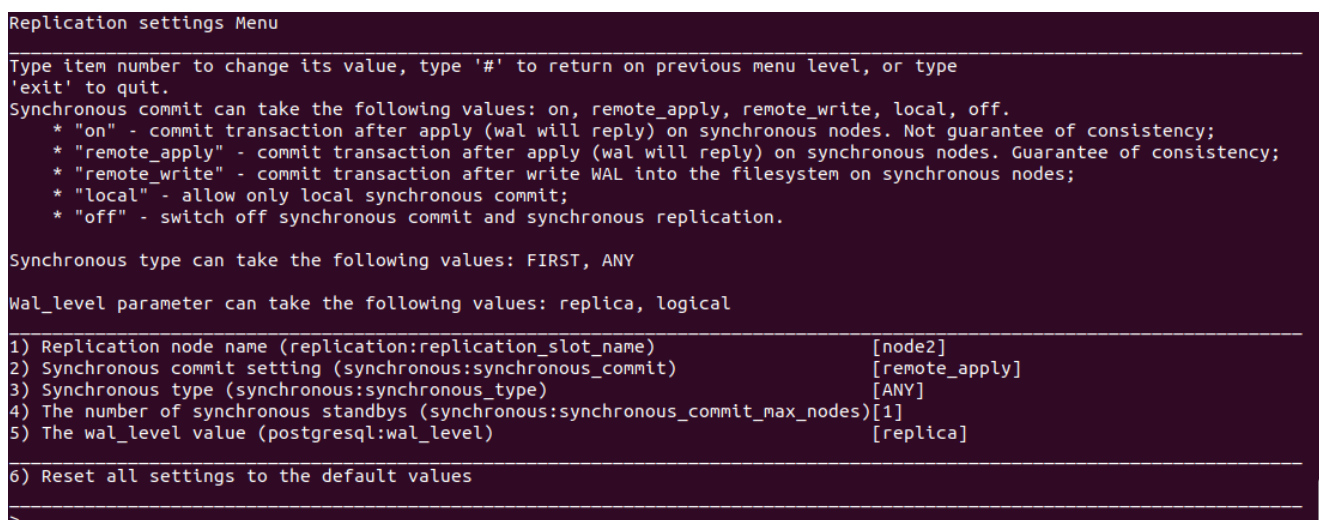 Replication settings Menu
Type item number to change its value, type '#' to return on previous menu level, or type
'exit' to quit.
Synchronous commit can take the following values: on, remote_apply, remote_write, local, off.
* "on" - commit transaction after apply (wal will reply) on synchronous nodes. Not guarantee of consistency;
* "remote_apply" - commit transaction after apply (wal will reply) on synchronous nodes. Guarantee of consistency;
* "remote_write" - commit transaction after write WAL into the filesystem on synchronous nodes;
* "local" - allow only local synchronous commit;
* "off" - switch off synchronous commit and synchronous replication.
Synchronous type can take the following values: FIRST, ANY
Wal_level parameter can take the following values: replica, logical
1) Replication node name (replication:replication_slot_name) [node2]
2) Synchronous commit setting (synchronous:synchronous_commit) [remote_apply]
3) Synchronous type (synchronous:synchronous_type) [ANY]
4) The number of synchronous standbys (synchronous:synchronous_commit_max_nodes)[1]
5) The wal_level value (postgresql:wal_level) [replica]
6) Reset all settings to the default values
>